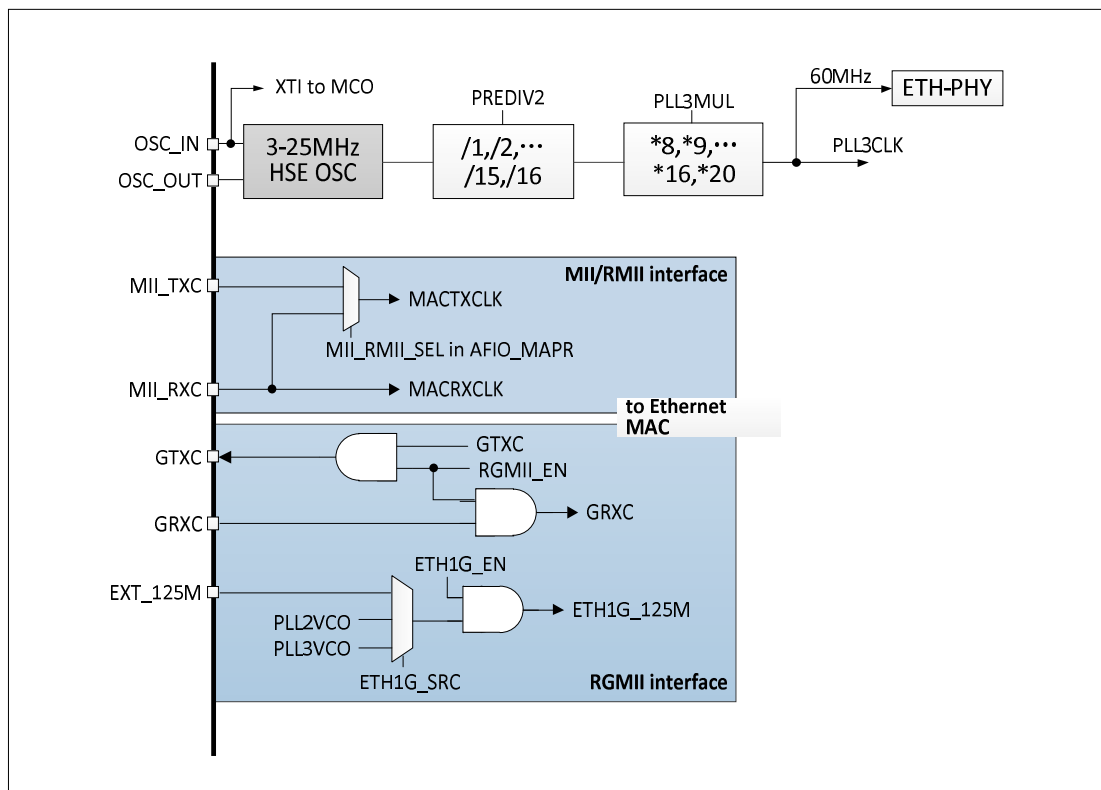 XTI to MCO
60MHz
ETH-PHY
PREDIV2
PLL3MUL
OSC_IN
OSC_OUT
3-25MHz
HSE OSC
/1,/2,···
/15,/16
*8,*9,···
*16,*20
PLL3CLK
MII/RMII interface
MII_TXC
MACTXCLK
MII_RMII_SEL in AFIO_MAPR
MII_RXC
MACRXCLK
to Ethernet
MAC
GTXC
GTXC
RGMII_EN
GRXC
GRXC
ETH1G_EN
EXT_125M
ETH1G_125M
PLL2VCO
PLL3VCO
ETH1G_SRC
RGMII interface